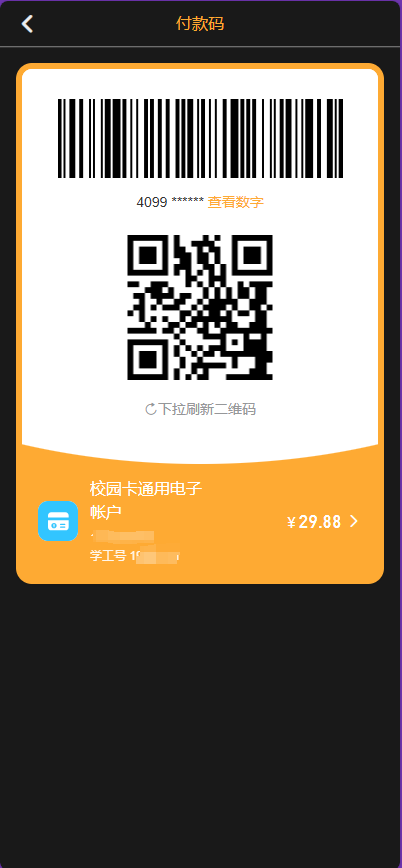 付款码
4099 ****** 查看数字
下拉刷新二维码
校园卡通用电子
帐户
¥ 29.88
学工号 19